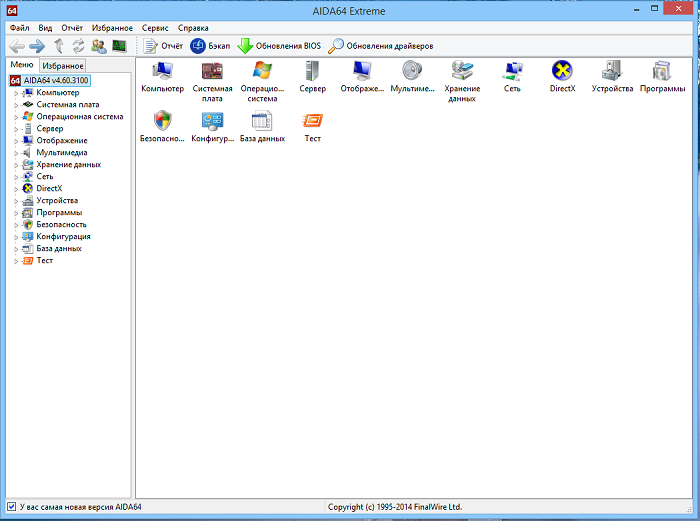 64 AIDA64 Extreme
Файл Вид Отчёт Избранное Сервис Справка
Отчёт Бэкап Обновления BIOS Обновления драйверов
Меню Избранное
64 AIDA64 v4.60.3100
Компьютер
Системная плата
Операционная система
Сервер
Отображение
Мультимедиа
Хранение данных
Сеть
DirectX
Устройства
Программы
Безопасность
Конфигурация
База данных
Тест
Компьютер
Системная
плата
Операцио...
система
Сервер
Отображе...
Мультиме...
Хранение
данных
Сеть
DirectX
Устройства
Программы
Безопасно...
Конфигур...
База данных
Тест
У вас самая новая версия AIDA64
Copyright (c) 1995-2014 FinalWire Ltd.